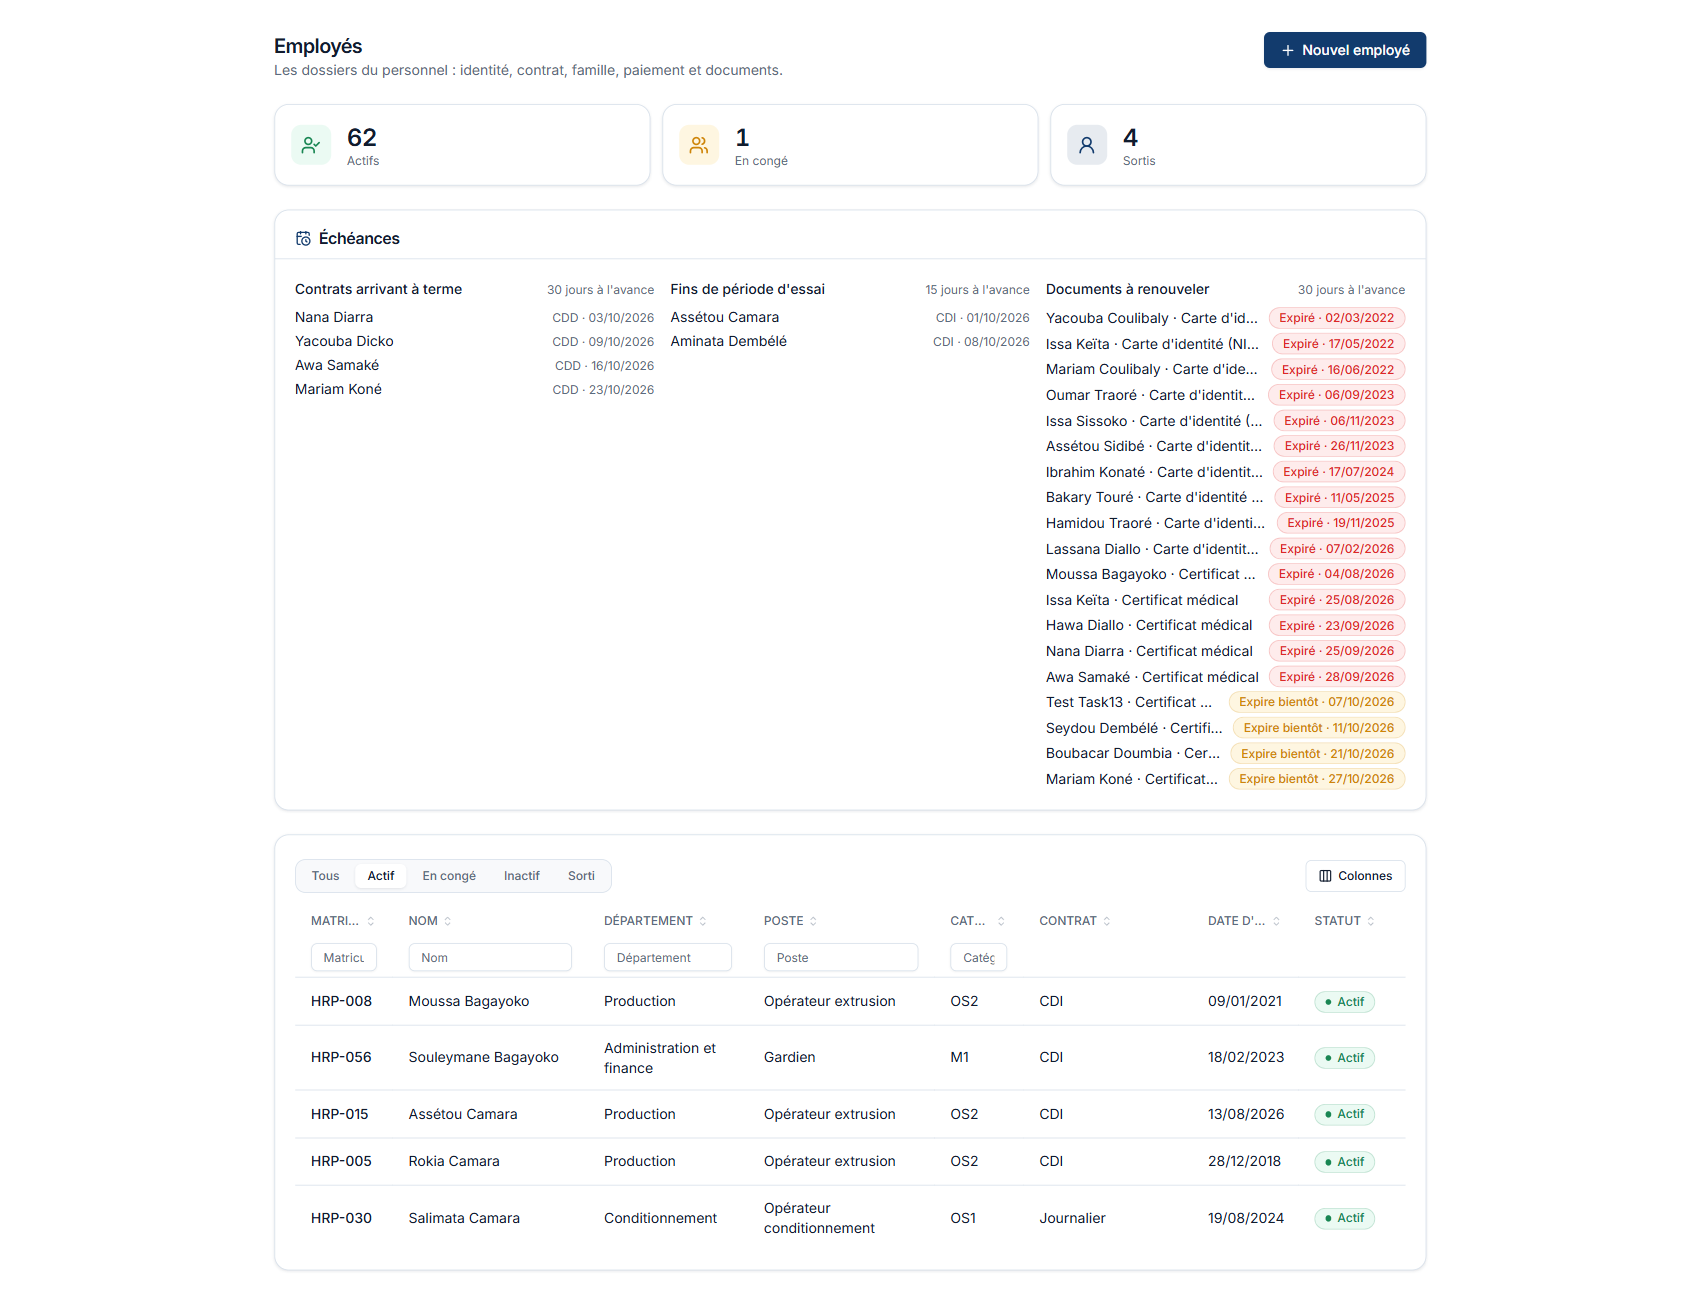 Employés
Les dossiers du personnel : identité, contrat, famille, paiement et documents.
Nouvel employé
62
Actifs
1
En congé
4
Sortis
Échéances
Contrats arrivant à terme 30 jours à l'avance
Nana Diarra CDD · 03/10/2026
Yacouba Dicko CDD · 09/10/2026
Awa Samaké CDD · 16/10/2026
Mariam Koné CDD · 23/10/2026
Fins de période d'essai 15 jours à l'avance
Assétou Camara CDI · 01/10/2026
Aminata Dembélé CDI · 08/10/2026
Documents à renouveler 30 jours à l'avance
Yacouba Coulibaly · Carte d'id... Expiré · 02/03/2022
Issa Keïta · Carte d'identité (NI... Expiré · 17/05/2022
Mariam Coulibaly · Carte d'ide... Expiré · 16/06/2022
Oumar Traoré · Carte d'identit... Expiré · 06/09/2023
Issa Sissoko · Carte d'identité (... Expiré · 06/11/2023
Assétou Sidibé · Carte d'identit... Expiré · 26/11/2023
Ibrahim Konaté · Carte d'identit... Expiré · 17/07/2024
Bakary Touré · Carte d'identité ... Expiré · 11/05/2025
Hamidou Traoré · Carte d'identi... Expiré · 19/11/2025
Lassana Diallo · Carte d'identit... Expiré · 07/02/2026
Moussa Bagayoko · Certificat ... Expiré · 04/08/2026
Issa Keïta · Certificat médical Expiré · 25/08/2026
Hawa Diallo · Certificat médical Expiré · 23/09/2026
Nana Diarra · Certificat médical Expiré · 25/09/2026
Awa Samaké · Certificat médical Expiré · 28/09/2026
Test Task13 · Certificat ... Expire bientôt · 07/10/2026
Seydou Dembélé · Certifi... Expire bientôt · 11/10/2026
Boubacar Doumbia · Cer... Expire bientôt · 21/10/2026
Mariam Koné · Certificat... Expire bientôt · 27/10/2026
Tous Actif En congé Inactif Sorti Colonnes
MATRI... NOM DÉPARTEMENT POSTE CAT... CONTRAT DATE D'... STATUT
Matricu Nom Département Poste Catég
HRP-008 Moussa Bagayoko Production Opérateur extrusion OS2 CDI 09/01/2021 Actif
HRP-056 Souleymane Bagayoko Administration et finance Gardien M1 CDI 18/02/2023 Actif
HRP-015 Assétou Camara Production Opérateur extrusion OS2 CDI 13/08/2026 Actif
HRP-005 Rokia Camara Production Opérateur extrusion OS2 CDI 28/12/2018 Actif
HRP-030 Salimata Camara Conditionnement Opérateur conditionnement OS1 Journalier 19/08/2024 Actif